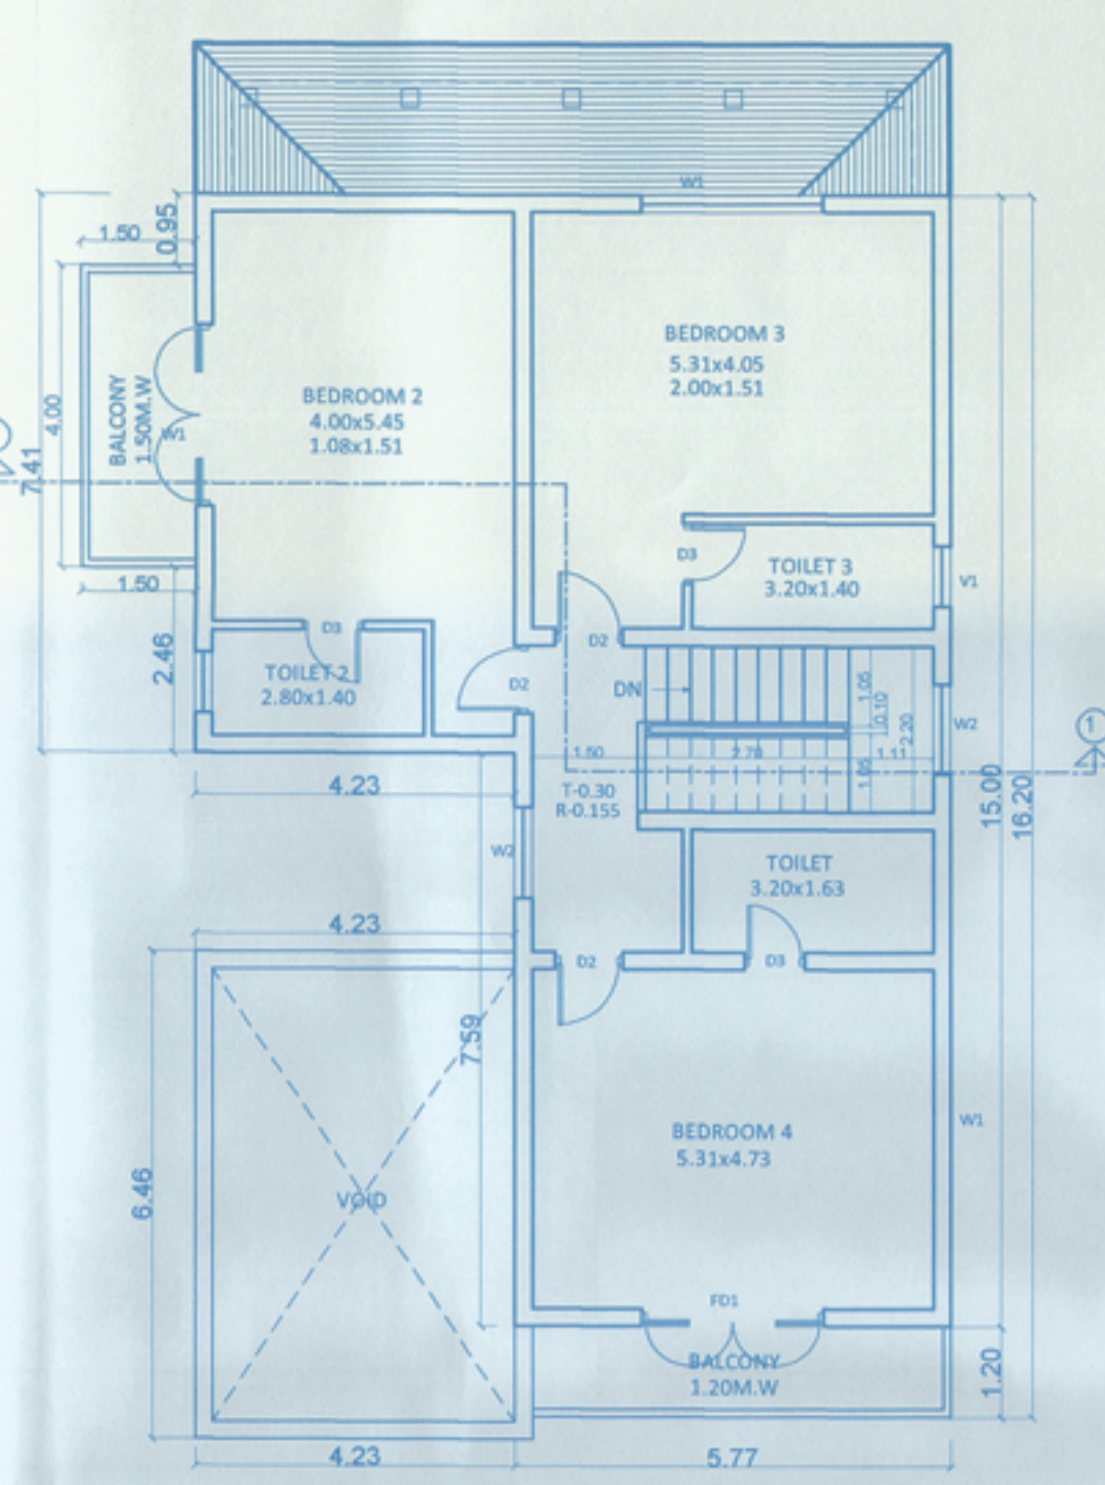 W1
0.95
1.50
BEDROOM 3
5.31x4.05
2.00x1.51
BEDROOM 2
4.00x5.45
1.08x1.51
BALCONY
1.50M.W
W1
4.00
7.41
D3
TOILET 3
3.20x1.40
V1
1.50
D3
D2
2.46
TOILET 2
2.80x1.40
D2
DN
1.05
0.10
2.20
W2
1
1.50
2.70
1.11
1.05
4.23
T-0.30
R-0.155
15.00
16.20
W2
TOILET
3.20x1.63
4.23
D2
D3
7.59
BEDROOM 4
5.31x4.73
W1
6.46
VOID
FD1
BALCONY
1.20M.W
1.20
4.23
5.77